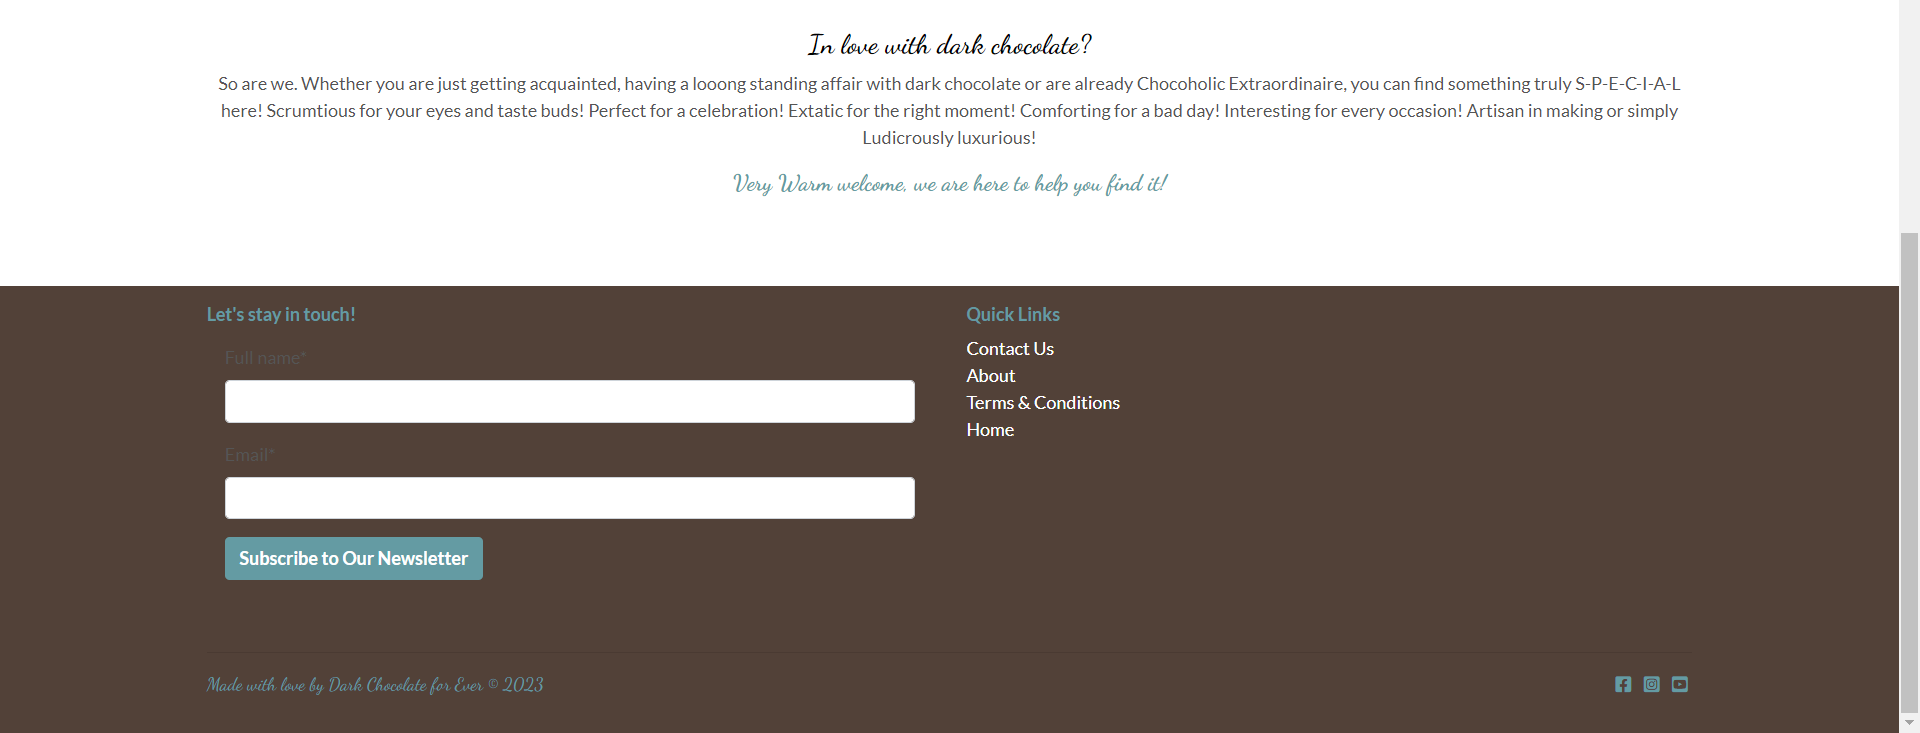 In love with dark chocolate?
So are we. Whether you are just getting acquainted, having a looong standing affair with dark chocolate or are already Chocoholic Extraordinaire, you can find something truly S-P-E-C-I-A-L
here! Scrumtious for your eyes and taste buds! Perfect for a celebration! Extatic for the right moment! Comforting for a bad day! Interesting for every occasion! Artisan in making or simply
Ludicrously luxurious!
Very Warm welcome, we are here to help you find it!
Let's stay in touch!
Full name*
Email*
Subscribe to Our Newsletter
Quick Links
Contact Us
About
Terms & Conditions
Home
Made with love by Dark Chocolate for Ever © 2023